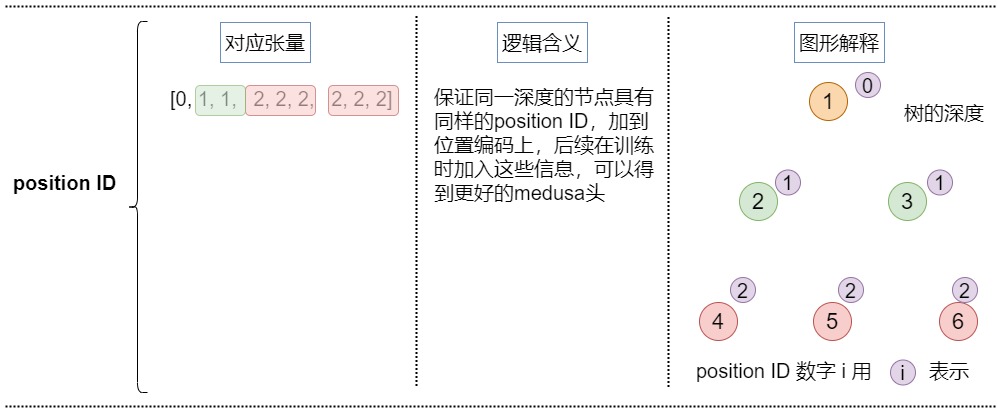 对应张量
逻辑含义
图形解释
position ID
[0, 1, 1, 2, 2, 2, 2, 2, 2]
保证同一深度的节点具有
同样的position ID，加到
位置编码上，后续在训练
时加入这些信息，可以得
到更好的medusa头
0
1
树的深度
1
1
2
3
2
2
2
4
5
6
position ID 数字 i 用 i 表示